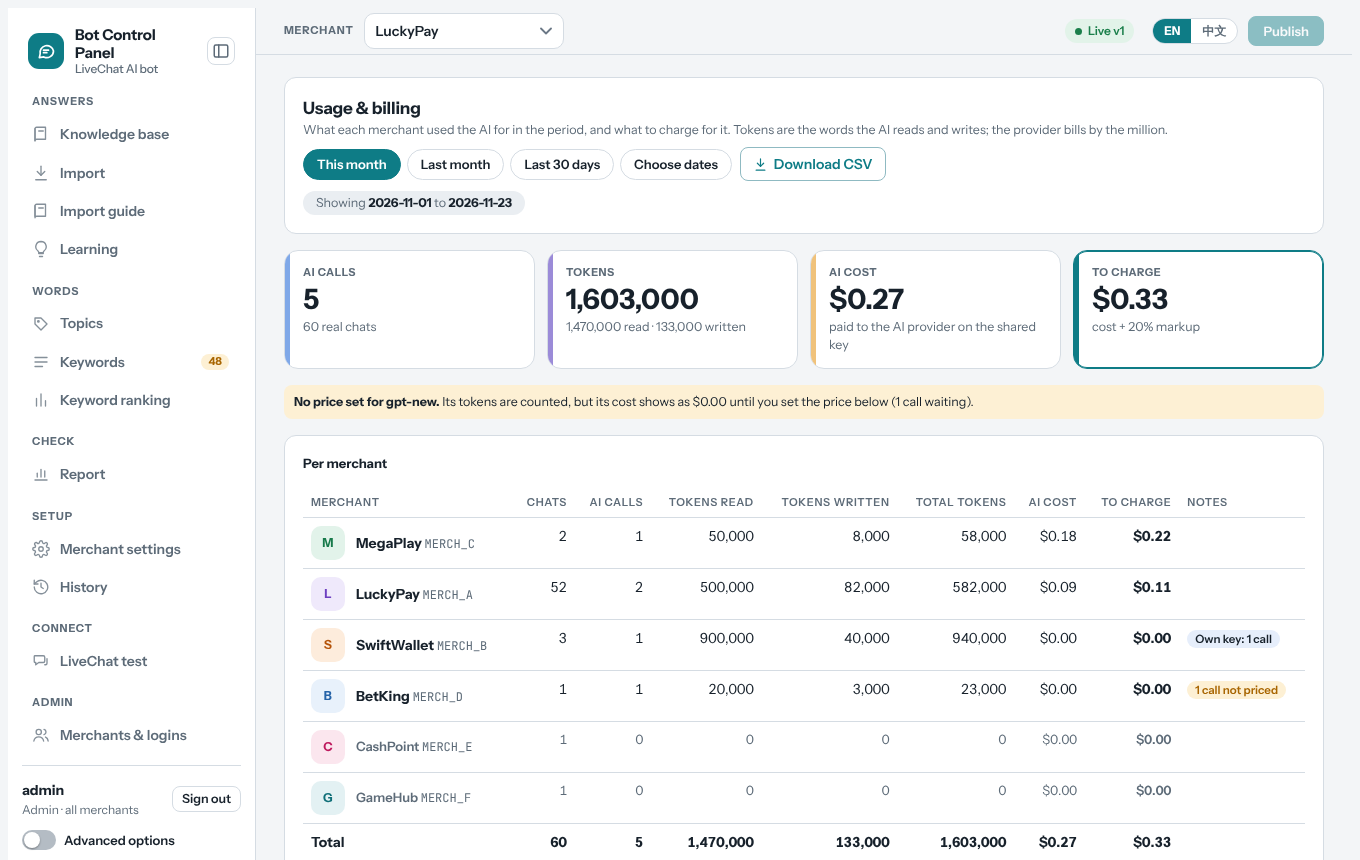 Bot Control Panel
LiveChat AI bot
ANSWERS
Knowledge base
Import
Import guide
Learning
WORDS
Topics
Keywords 48
Keyword ranking
CHECK
Report
SETUP
Merchant settings
History
CONNECT
LiveChat test
ADMIN
Merchants & logins
admin
Admin · all merchants
Sign out
Advanced options
MERCHANT LuckyPay
Live v1
EN 中文
Publish
Usage & billing
What each merchant used the AI for in the period, and what to charge for it. Tokens are the words the AI reads and writes; the provider bills by the million.
This month Last month Last 30 days Choose dates Download CSV
Showing 2026-11-01 to 2026-11-23
AI CALLS
5
60 real chats
TOKENS
1,603,000
1,470,000 read · 133,000 written
AI COST
$0.27
paid to the AI provider on the shared
key
TO CHARGE
$0.33
cost + 20% markup
No price set for gpt-new. Its tokens are counted, but its cost shows as $0.00 until you set the price below (1 call waiting).
Per merchant
MERCHANT CHATS AI CALLS TOKENS READ TOKENS WRITTEN TOTAL TOKENS AI COST TO CHARGE NOTES
M MegaPlay MERCH_C 2 1 50,000 8,000 58,000 $0.18 $0.22
L LuckyPay MERCH_A 52 2 500,000 82,000 582,000 $0.09 $0.11
S SwiftWallet MERCH_B 3 1 900,000 40,000 940,000 $0.00 $0.00 Own key: 1 call
B BetKing MERCH_D 1 1 20,000 3,000 23,000 $0.00 $0.00 1 call not priced
C CashPoint MERCH_E 1 0 0 0 0 $0.00 $0.00
G GameHub MERCH_F 1 0 0 0 0 $0.00 $0.00
Total 60 5 1,470,000 133,000 1,603,000 $0.27 $0.33